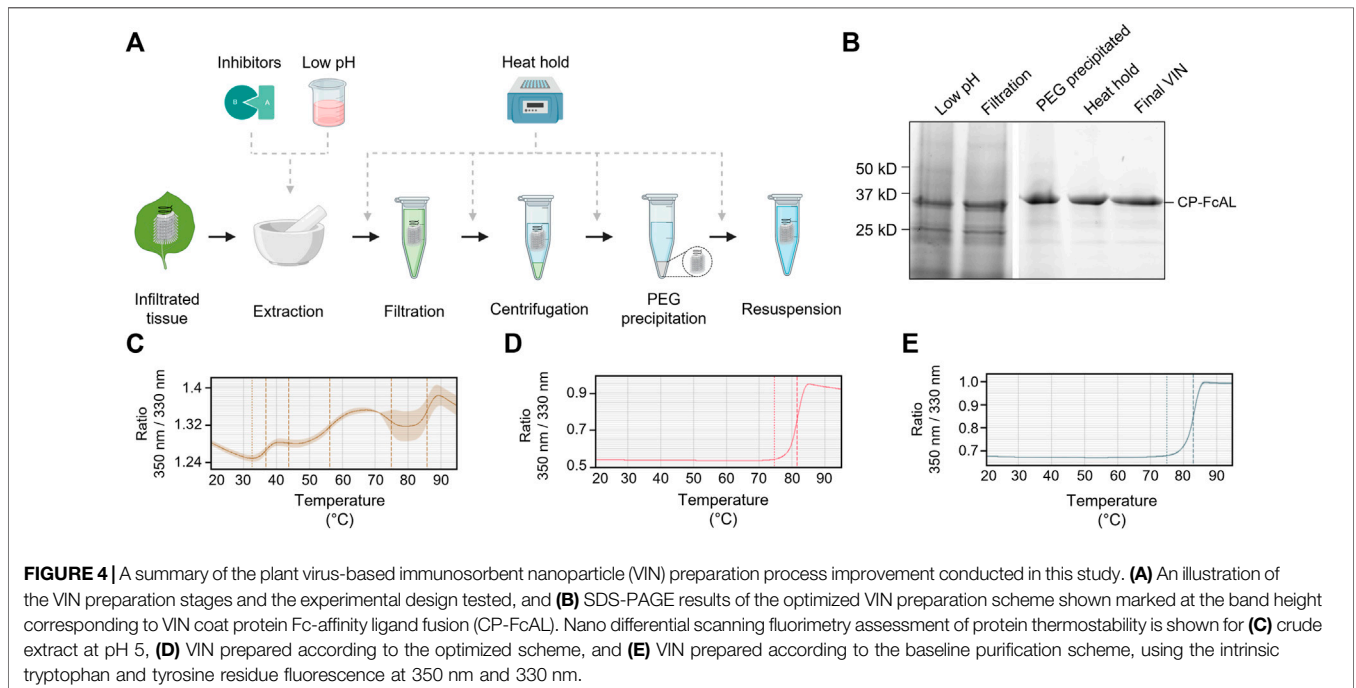 A
B
Inhibitors
Low pH
Heat hold
B
A
Low pH
Filtration
PEG precipitated
Heat hold
Final VIN
50 kD
37 kD
25 kD
CP-FcAL
Infiltrated
tissue
Extraction
Filtration
Centrifugation
PEG
precipitation
Resuspension
C
Ratio
350 nm / 330 nm
1.4
1.32
1.24
20 30 40 50 60 70 80 90
Temperature
(°C)
D
Ratio
350 nm / 330 nm
0.9
0.7
0.5
20 30 40 50 60 70 80 90
Temperature
(°C)
E
Ratio
350 nm / 330 nm
1.0
0.9
0.8
0.7
20 30 40 50 60 70 80 90
Temperature
(°C)
FIGURE 4 | A summary of the plant virus-based immunosorbent nanoparticle (VIN) preparation process improvement conducted in this study. (A) An illustration of
the VIN preparation stages and the experimental design tested, and (B) SDS-PAGE results of the optimized VIN preparation scheme shown marked at the band height
corresponding to VIN coat protein Fc-affinity ligand fusion (CP-FcAL). Nano differential scanning fluorimetry assessment of protein thermostability is shown for (C) crude
extract at pH 5, (D) VIN prepared according to the optimized scheme, and (E) VIN prepared according to the baseline purification scheme, using the intrinsic
tryptophan and tyrosine residue fluorescence at 350 nm and 330 nm.